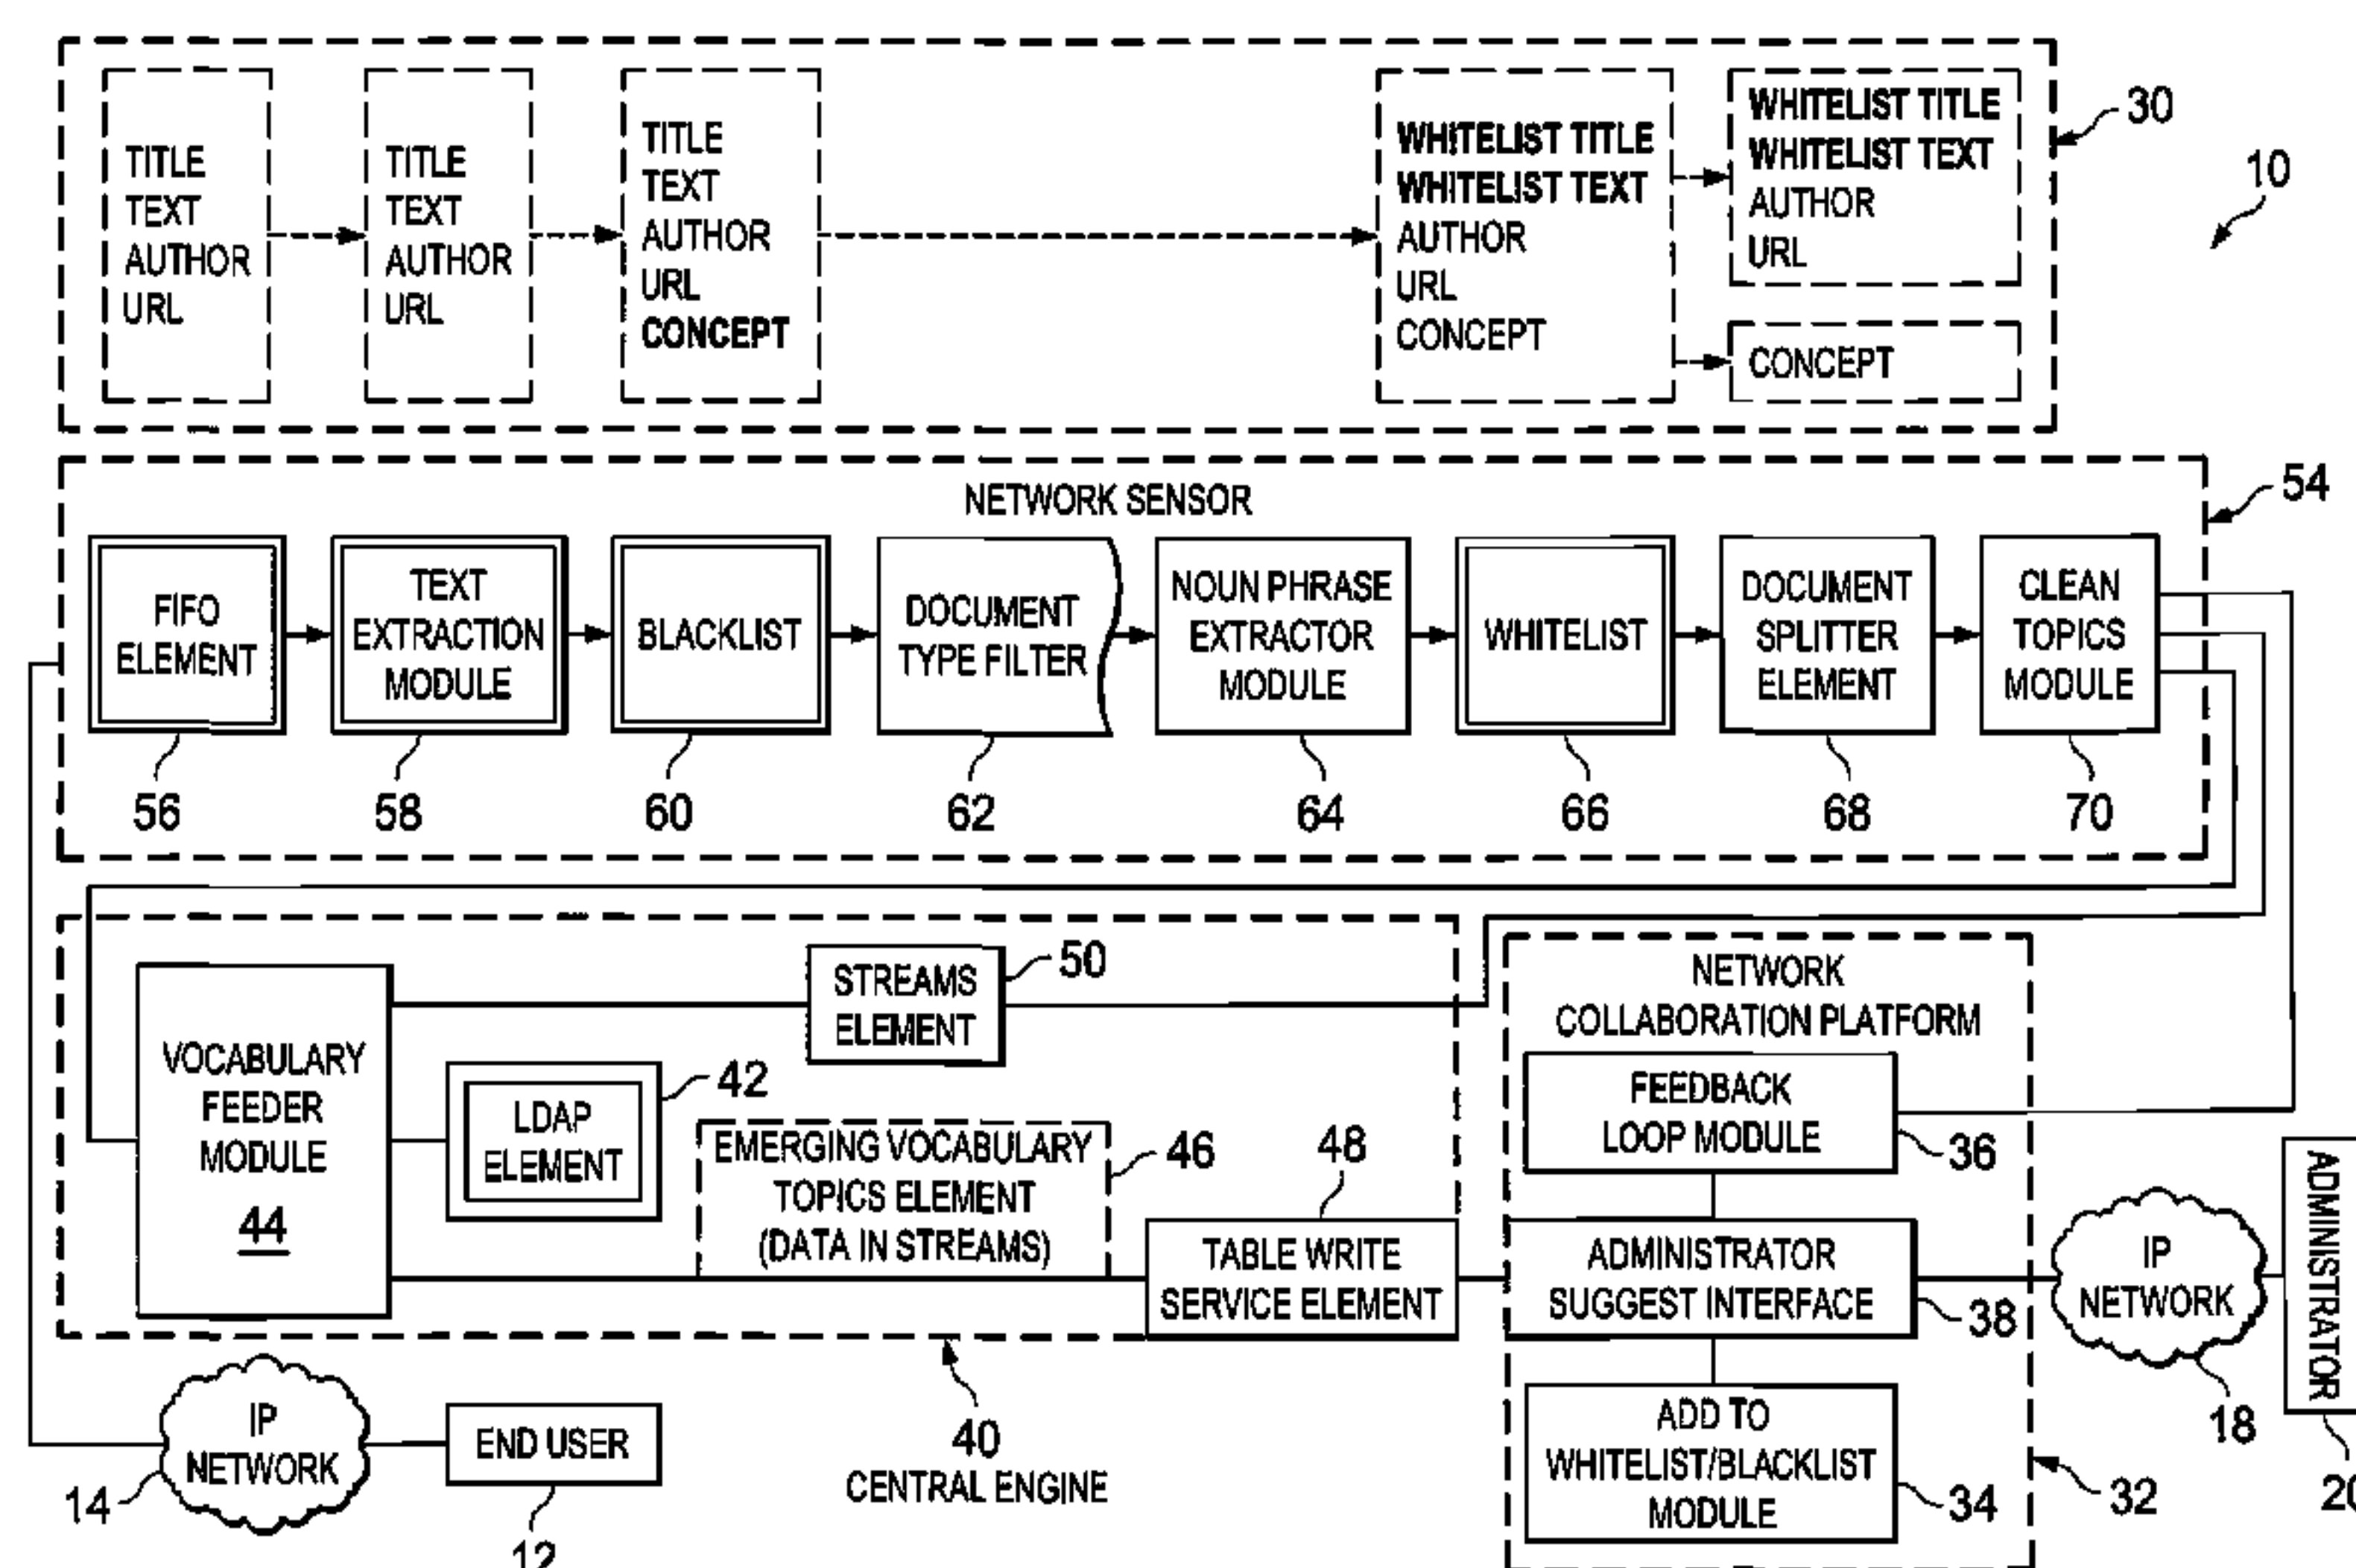 TITLE
TEXT
AUTHOR
URL
TITLE
TEXT
AUTHOR
URL
TITLE
TEXT
AUTHOR
URL
CONCEPT
WHITELIST TITLE
WHITELIST TEXT
AUTHOR
URL
CONCEPT
WHITELIST TITLE
WHITELIST TEXT
AUTHOR
URL
CONCEPT
30
10
NETWORK SENSOR
54
FIFO
ELEMENT
56
TEXT
EXTRACTION
MODULE
58
BLACKLIST
60
DOCUMENT
TYPE FILTER
62
NOUN PHRASE
EXTRACTOR
MODULE
64
WHITELIST
66
DOCUMENT
SPLITTER
ELEMENT
68
CLEAN
TOPICS
MODULE
70
VOCABULARY
FEEDER
MODULE
44
STREAMS
ELEMENT
50
LDAP
ELEMENT
42
EMERGING VOCABULARY
TOPICS ELEMENT
(DATA IN STREAMS)
46
TABLE WRITE
SERVICE ELEMENT
48
40
CENTRAL ENGINE
NETWORK
COLLABORATION PLATFORM
FEEDBACK
LOOP MODULE
36
ADMINISTRATOR
SUGGEST INTERFACE
38
ADD TO
WHITELIST/BLACKLIST
MODULE
34
32
IP
NETWORK
18
ADMINISTRATOR
20
IP
NETWORK
14
END USER
12